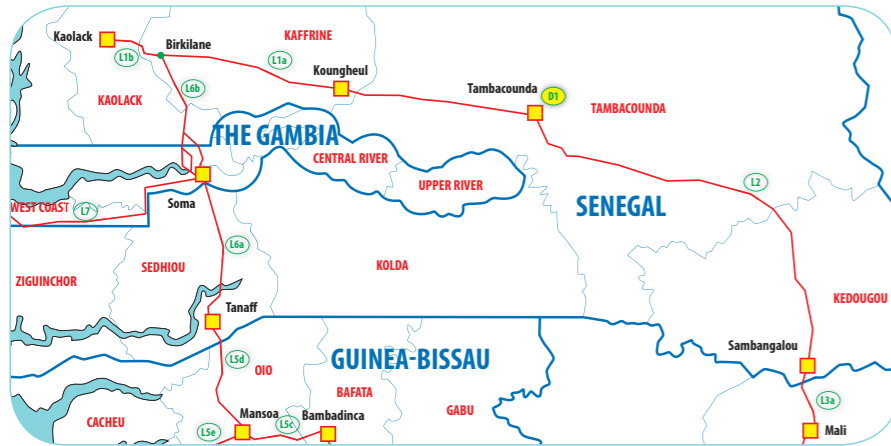 KAFFRINE
Kaolack
Birkilane
L1b
L1a
Koungheul
L6b
Tambacounda
D1
KAOLACK
TAMBACOUNDA
THE GAMBIA
CENTRAL RIVER
UPPER RIVER
L2
WEST COAST
L7
Soma
SENEGAL
L6a
SEDHIOU
KOLDA
ZIGUINCHOR
KEDOUGOU
Tanaff
Sambangalou
L5d
OIO
GUINEA-BISSAU
BAFATA
GABU
L3a
CACHEU
Mansoa
L5c
Bambadinca
L5e
Mali